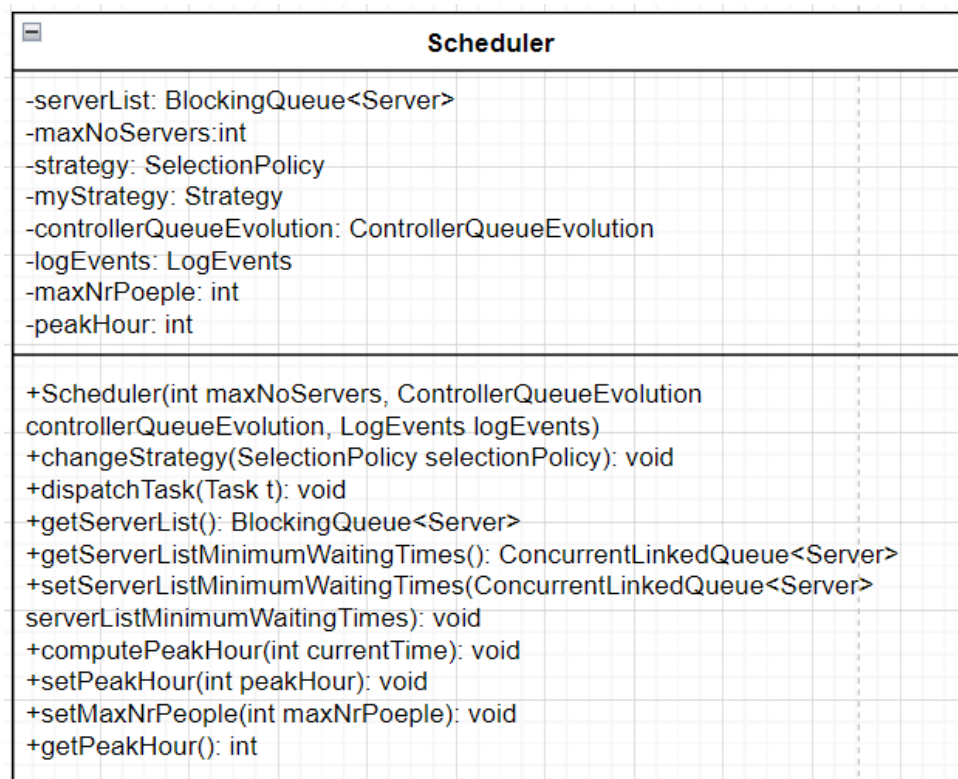 Scheduler
-serverList: BlockingQueue<Server>
-maxNoServers:int
-strategy: SelectionPolicy
-myStrategy: Strategy
-controllerQueueEvolution: ControllerQueueEvolution
-logEvents: LogEvents
-maxNrPoeple: int
-peakHour: int
+Scheduler(int maxNoServers, ControllerQueueEvolution
controllerQueueEvolution, LogEvents logEvents)
+changeStrategy(SelectionPolicy selectionPolicy): void
+dispatchTask(Task t): void
+getServerList(): BlockingQueue<Server>
+getServerListMinimumWaitingTimes(): ConcurrentLinkedQueue<Server>
+setServerListMinimumWaitingTimes(ConcurrentLinkedQueue<Server>
serverListMinimumWaitingTimes): void
+computePeakHour(int currentTime): void
+setPeakHour(int peakHour): void
+setMaxNrPeople(int maxNrPoeple): void
+getPeakHour(): int